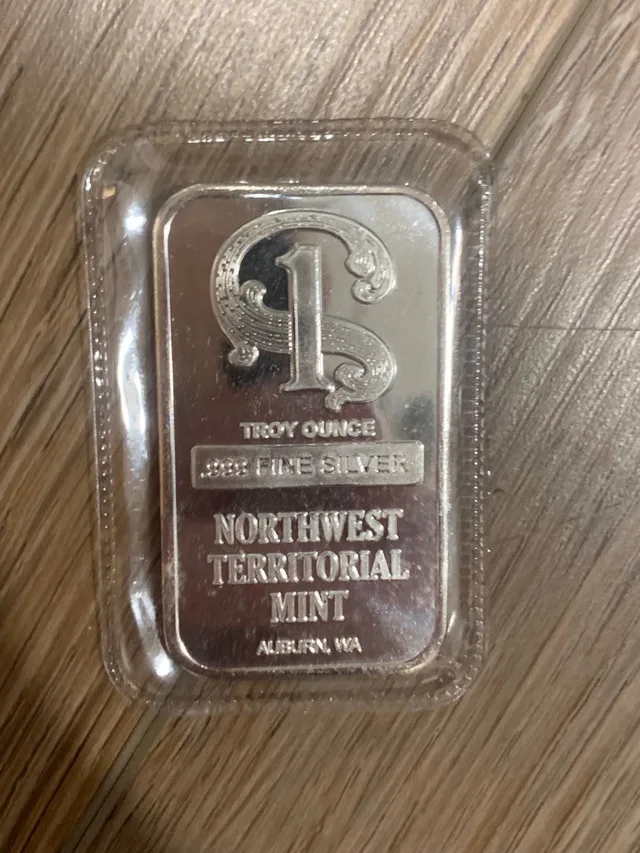 1
TROY OUNCE
.999 FINE SILVER
NORTHWEST
TERRITORIAL
MINT
AUBURN, WA